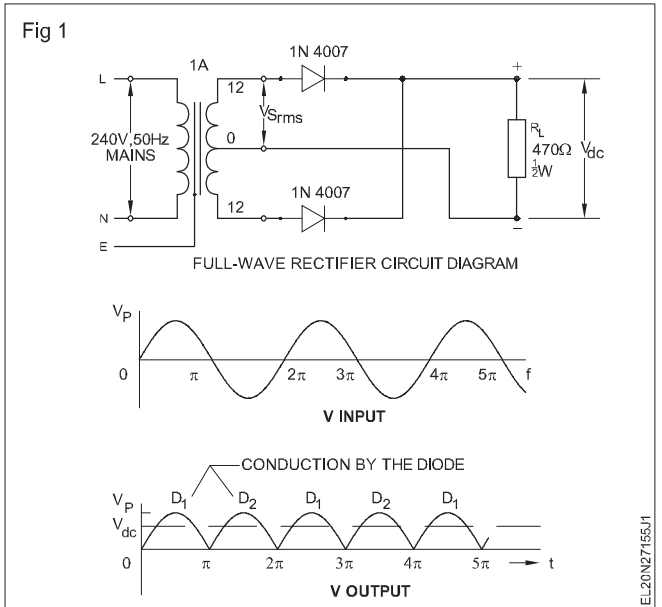 Fig 1
1N 4007
1A
L
12
V Srms
240V,50Hz
MAINS
0
+
R L
470Ω
½W
V dc
1N 4007
N
12
–
E
FULL-WAVE RECTIFIER CIRCUIT DIAGRAM
V P
0 π 2π 3π 4π 5π f
V INPUT
CONDUCTION BY THE DIODE
V P D 1 D 2 D 1 D 2 D 1
V dc
0 π 2π 3π 4π 5π t
V OUTPUT
EL20N27155J1